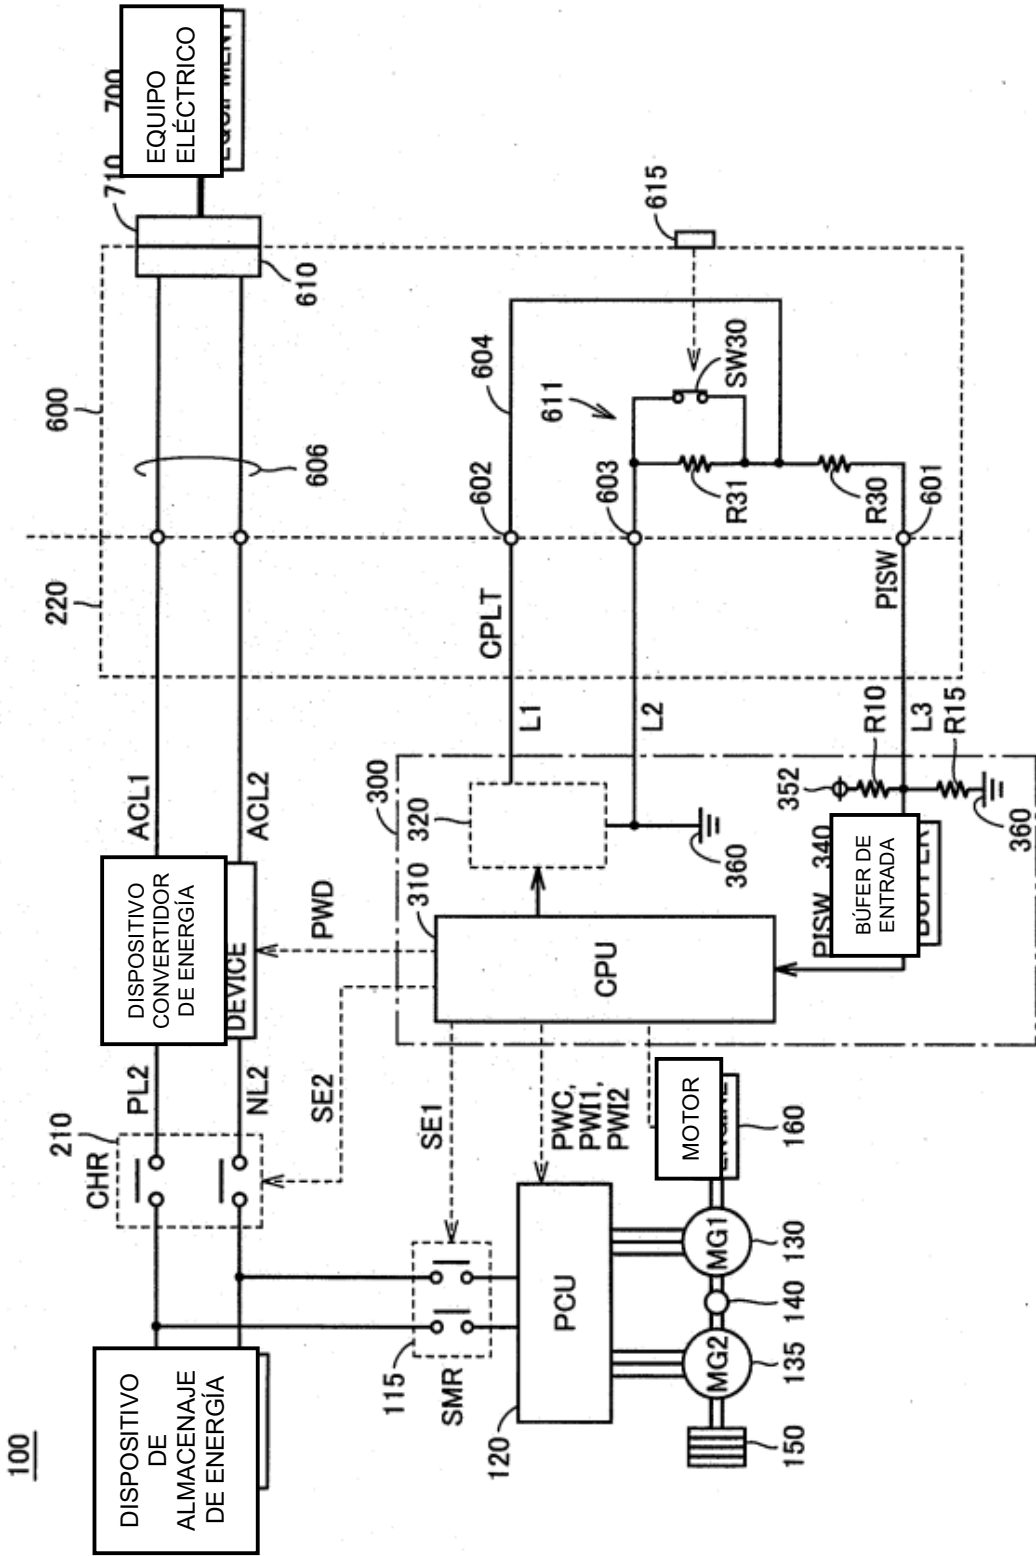 100
DISPOSITIVO
DE
ALMACENAJE
DE ENERGÍA
210
CHR
PL2
NL2
DISPOSITIVO
CONVERTIDOR
DE ENERGÍA
DEVICE
ACL1
ACL2
220
600
606
610
710
700
EQUIPO
ELÉCTRICO
115
SMR
SE1
SE2
PWD
120
PCU
PWC,
PWI1,
PWI2
300
310
CPU
320
360
L1
CPLT
602
604
L2
603
611
SW30
615
R31
R30
601
PISW
L3
R10
R15
352
360
340
PISW
BÚFER DE
ENTRADA
BUFFER
150
MG2
135
140
MG1
130
MOTOR
160